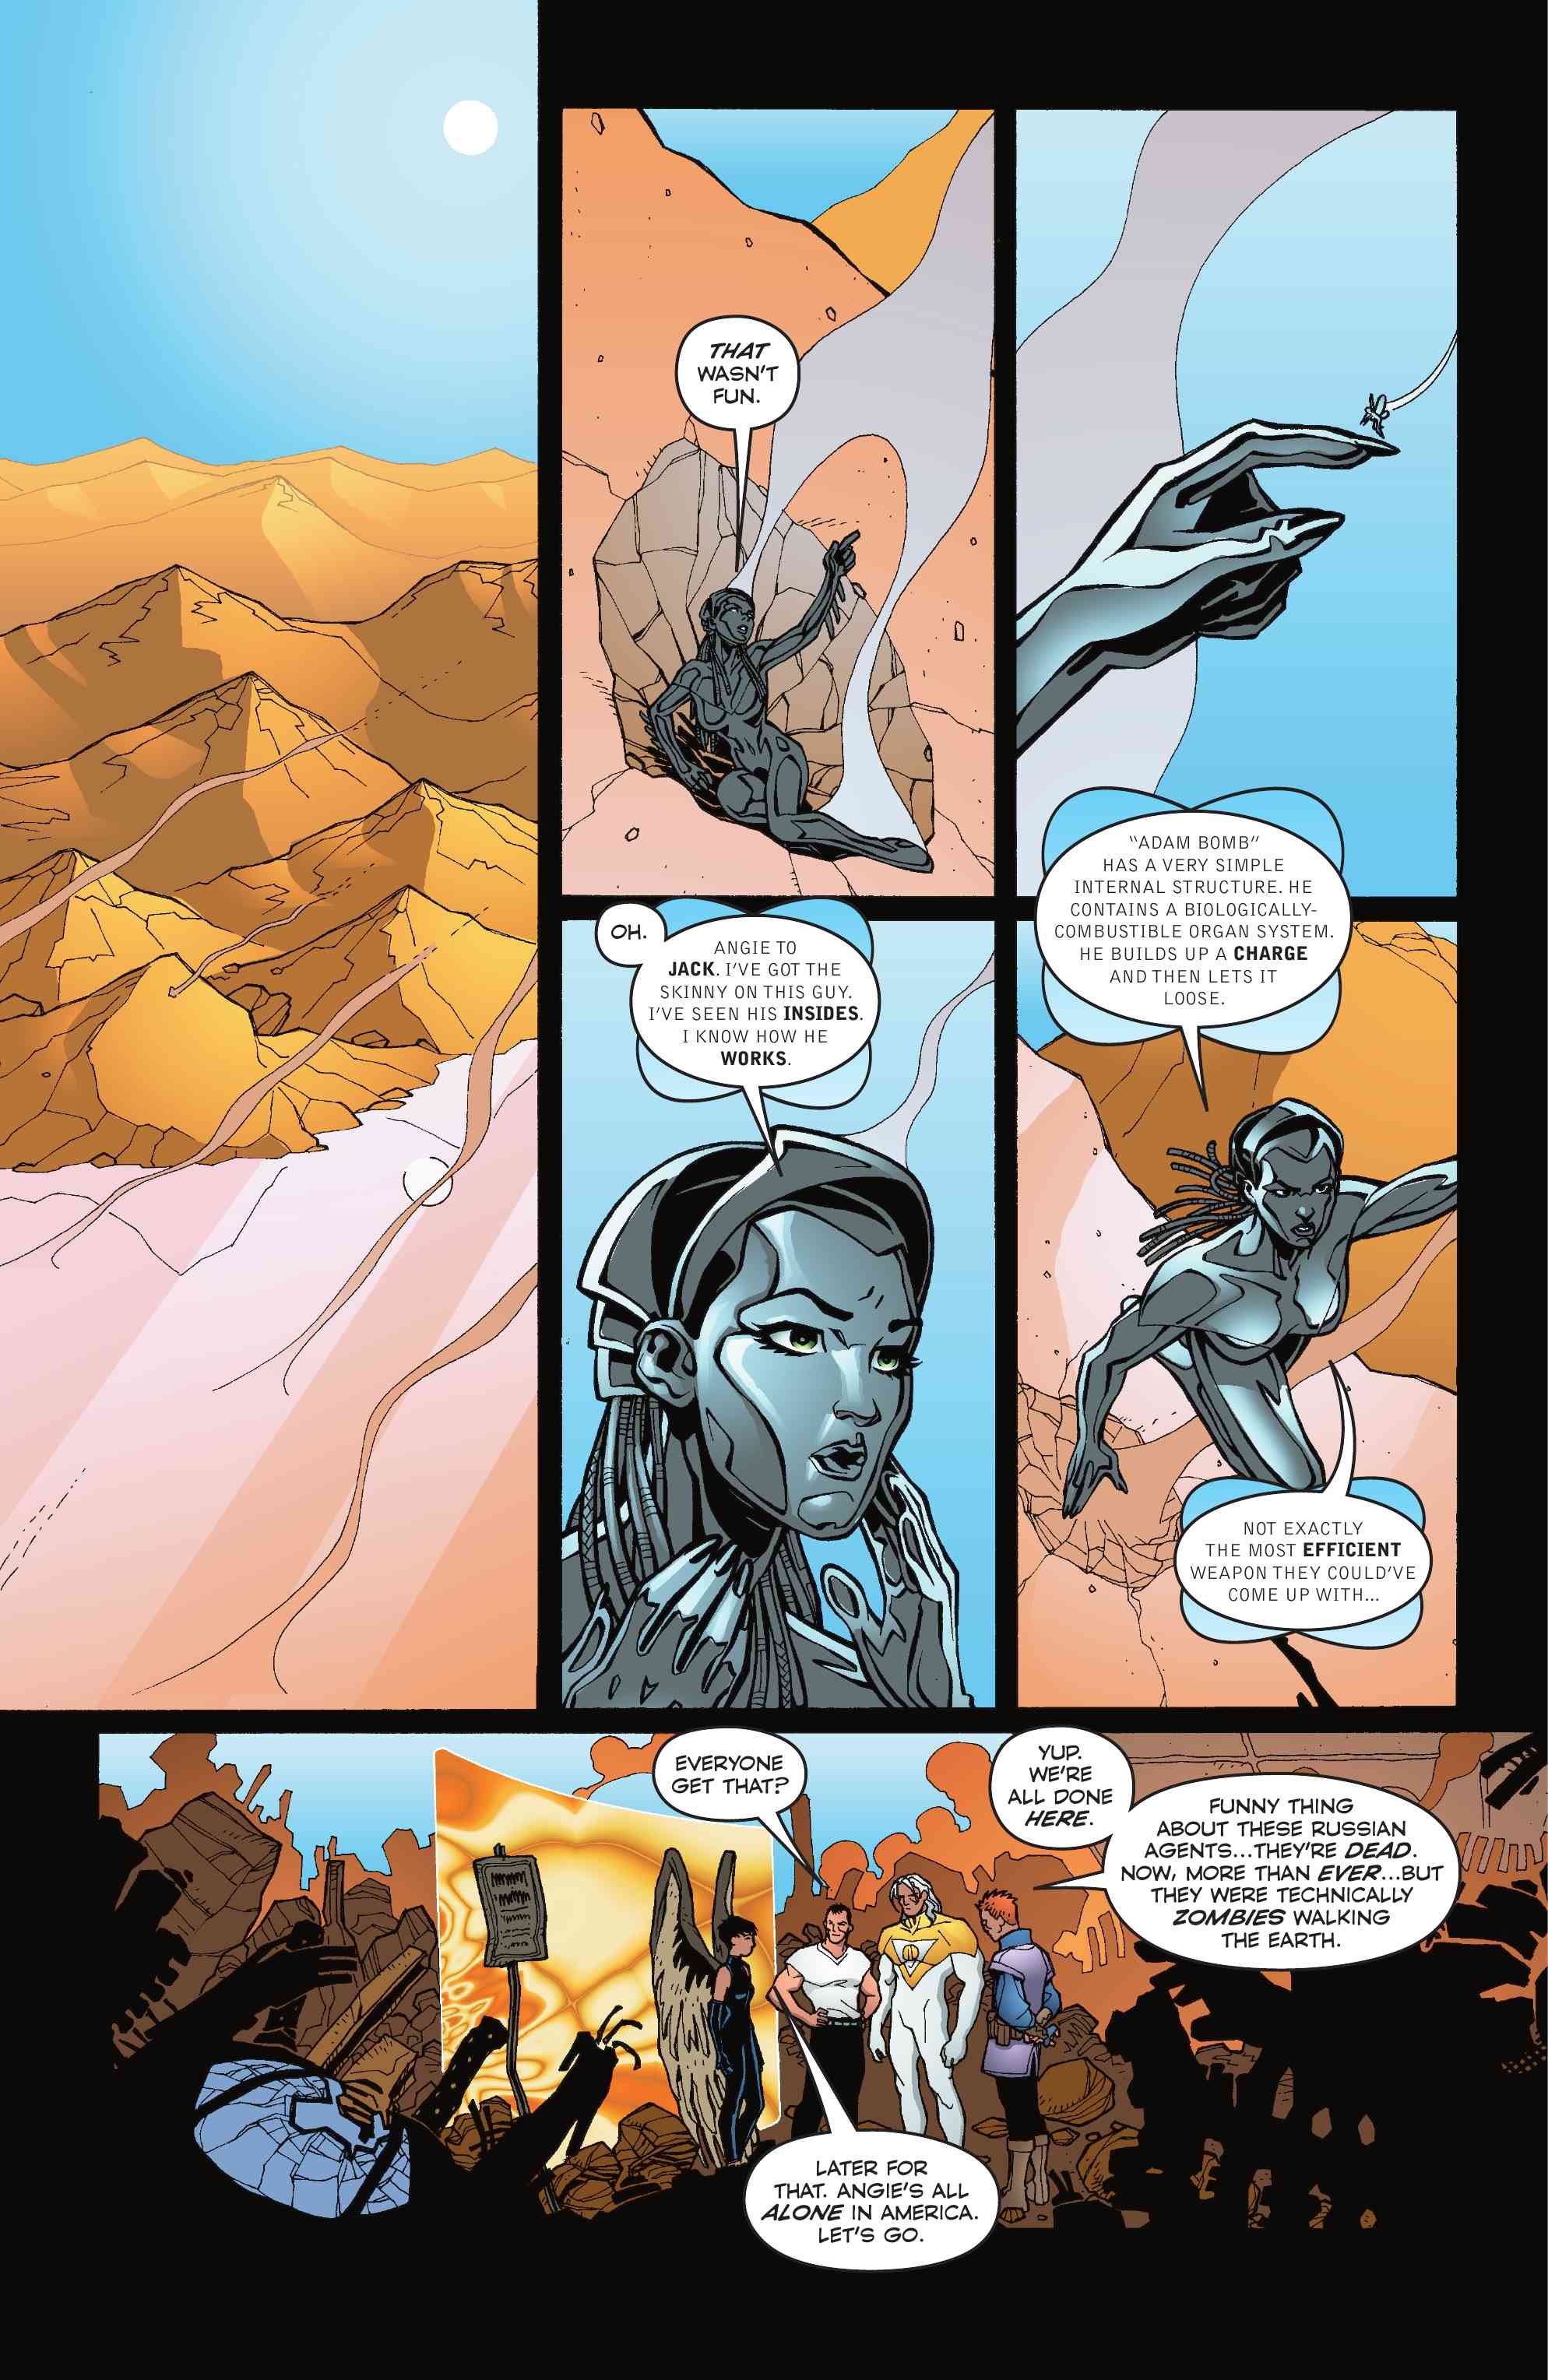 THAT
WASN'T
FUN.
OH.
ANGIE TO
JACK. I'VE GOT THE
SKINNY ON THIS GUY.
I'VE SEEN HIS INSIDES.
I KNOW HOW HE
WORKS.
"ADAM BOMB"
HAS A VERY SIMPLE
INTERNAL STRUCTURE. HE
CONTAINS A BIOLOGICALLY-
COMBUSTIBLE ORGAN SYSTEM.
HE BUILDS UP A CHARGE
AND THEN LETS IT
LOOSE.
NOT EXACTLY
THE MOST EFFICIENT
WEAPON THEY COULD'VE
COME UP WITH...
EVERYONE
GET THAT?
YUP.
WE'RE
ALL DONE
HERE.
FUNNY THING
ABOUT THESE RUSSIAN
AGENTS...THEY'RE DEAD.
NOW, MORE THAN EVER...BUT
THEY WERE TECHNICALLY
ZOMBIES WALKING
THE EARTH.
LATER FOR
THAT. ANGIE'S ALL
ALONE IN AMERICA.
LET'S GO.